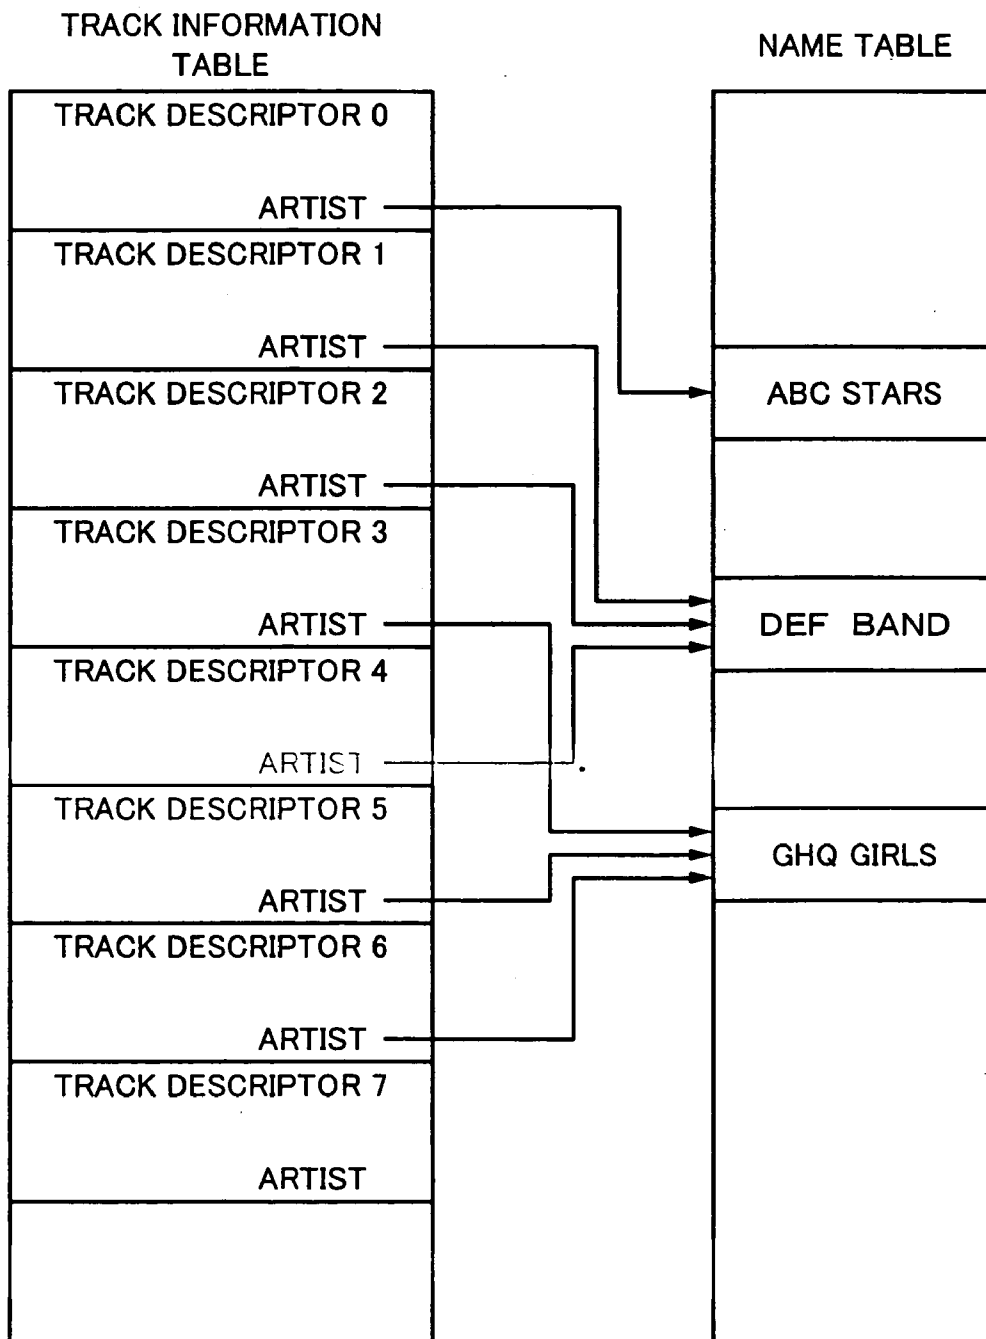 TRACK INFORMATION
TABLE
TRACK DESCRIPTOR 0
ARTIST
TRACK DESCRIPTOR 1
ARTIST
TRACK DESCRIPTOR 2
ARTIST
TRACK DESCRIPTOR 3
ARTIST
TRACK DESCRIPTOR 4
ARTIST
TRACK DESCRIPTOR 5
ARTIST
TRACK DESCRIPTOR 6
ARTIST
TRACK DESCRIPTOR 7
ARTIST
NAME TABLE
ABC STARS
DEF BAND
GHQ GIRLS